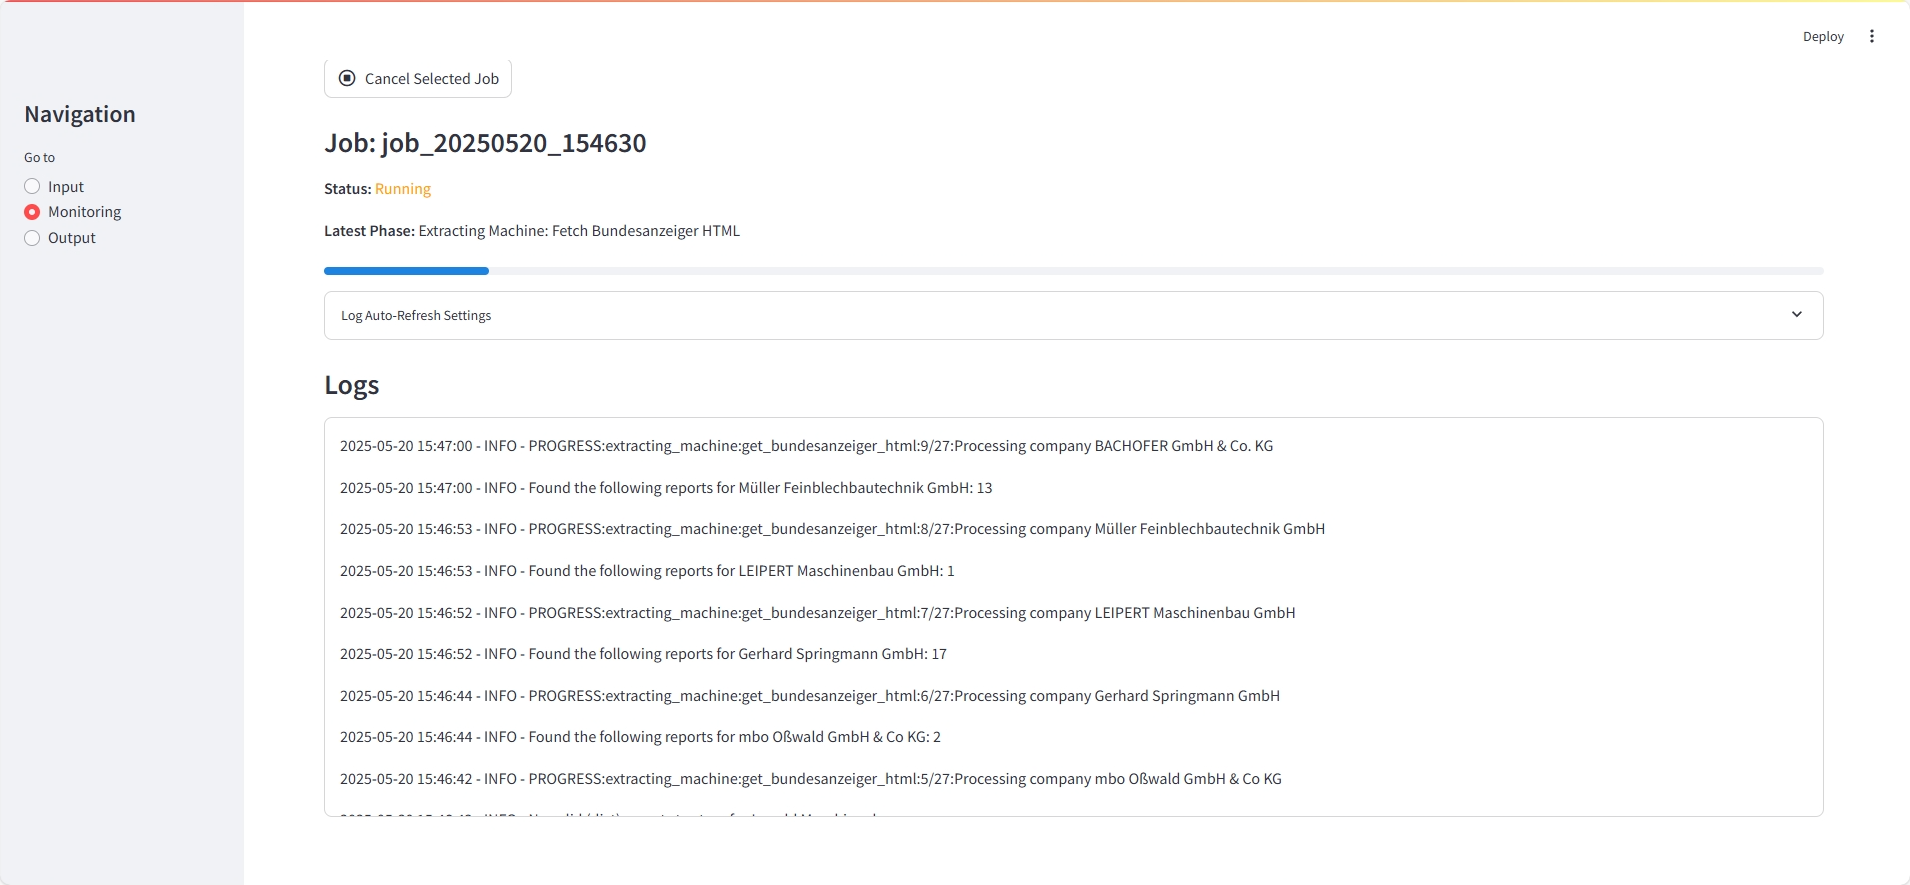 Deploy
Cancel Selected Job
Navigation
Go to
Input
Monitoring
Output
Job: job_20250520_154630
Status: Running
Latest Phase: Extracting Machine: Fetch Bundesanzeiger HTML
Log Auto-Refresh Settings
Logs
2025-05-20 15:47:00 - INFO - PROGRESS:extracting_machine:get_bundesanzeiger_html:9/27:Processing company BACHOFER GmbH & Co. KG
2025-05-20 15:47:00 - INFO - Found the following reports for Müller Feinblechbautechnik GmbH: 13
2025-05-20 15:46:53 - INFO - PROGRESS:extracting_machine:get_bundesanzeiger_html:8/27:Processing company Müller Feinblechbautechnik GmbH
2025-05-20 15:46:53 - INFO - Found the following reports for LEIPERT Maschinenbau GmbH: 1
2025-05-20 15:46:52 - INFO - PROGRESS:extracting_machine:get_bundesanzeiger_html:7/27:Processing company LEIPERT Maschinenbau GmbH
2025-05-20 15:46:52 - INFO - Found the following reports for Gerhard Springmann GmbH: 17
2025-05-20 15:46:44 - INFO - PROGRESS:extracting_machine:get_bundesanzeiger_html:6/27:Processing company Gerhard Springmann GmbH
2025-05-20 15:46:44 - INFO - Found the following reports for mbo Oßwald GmbH & Co KG: 2
2025-05-20 15:46:42 - INFO - PROGRESS:extracting_machine:get_bundesanzeiger_html:5/27:Processing company mbo Oßwald GmbH & Co KG